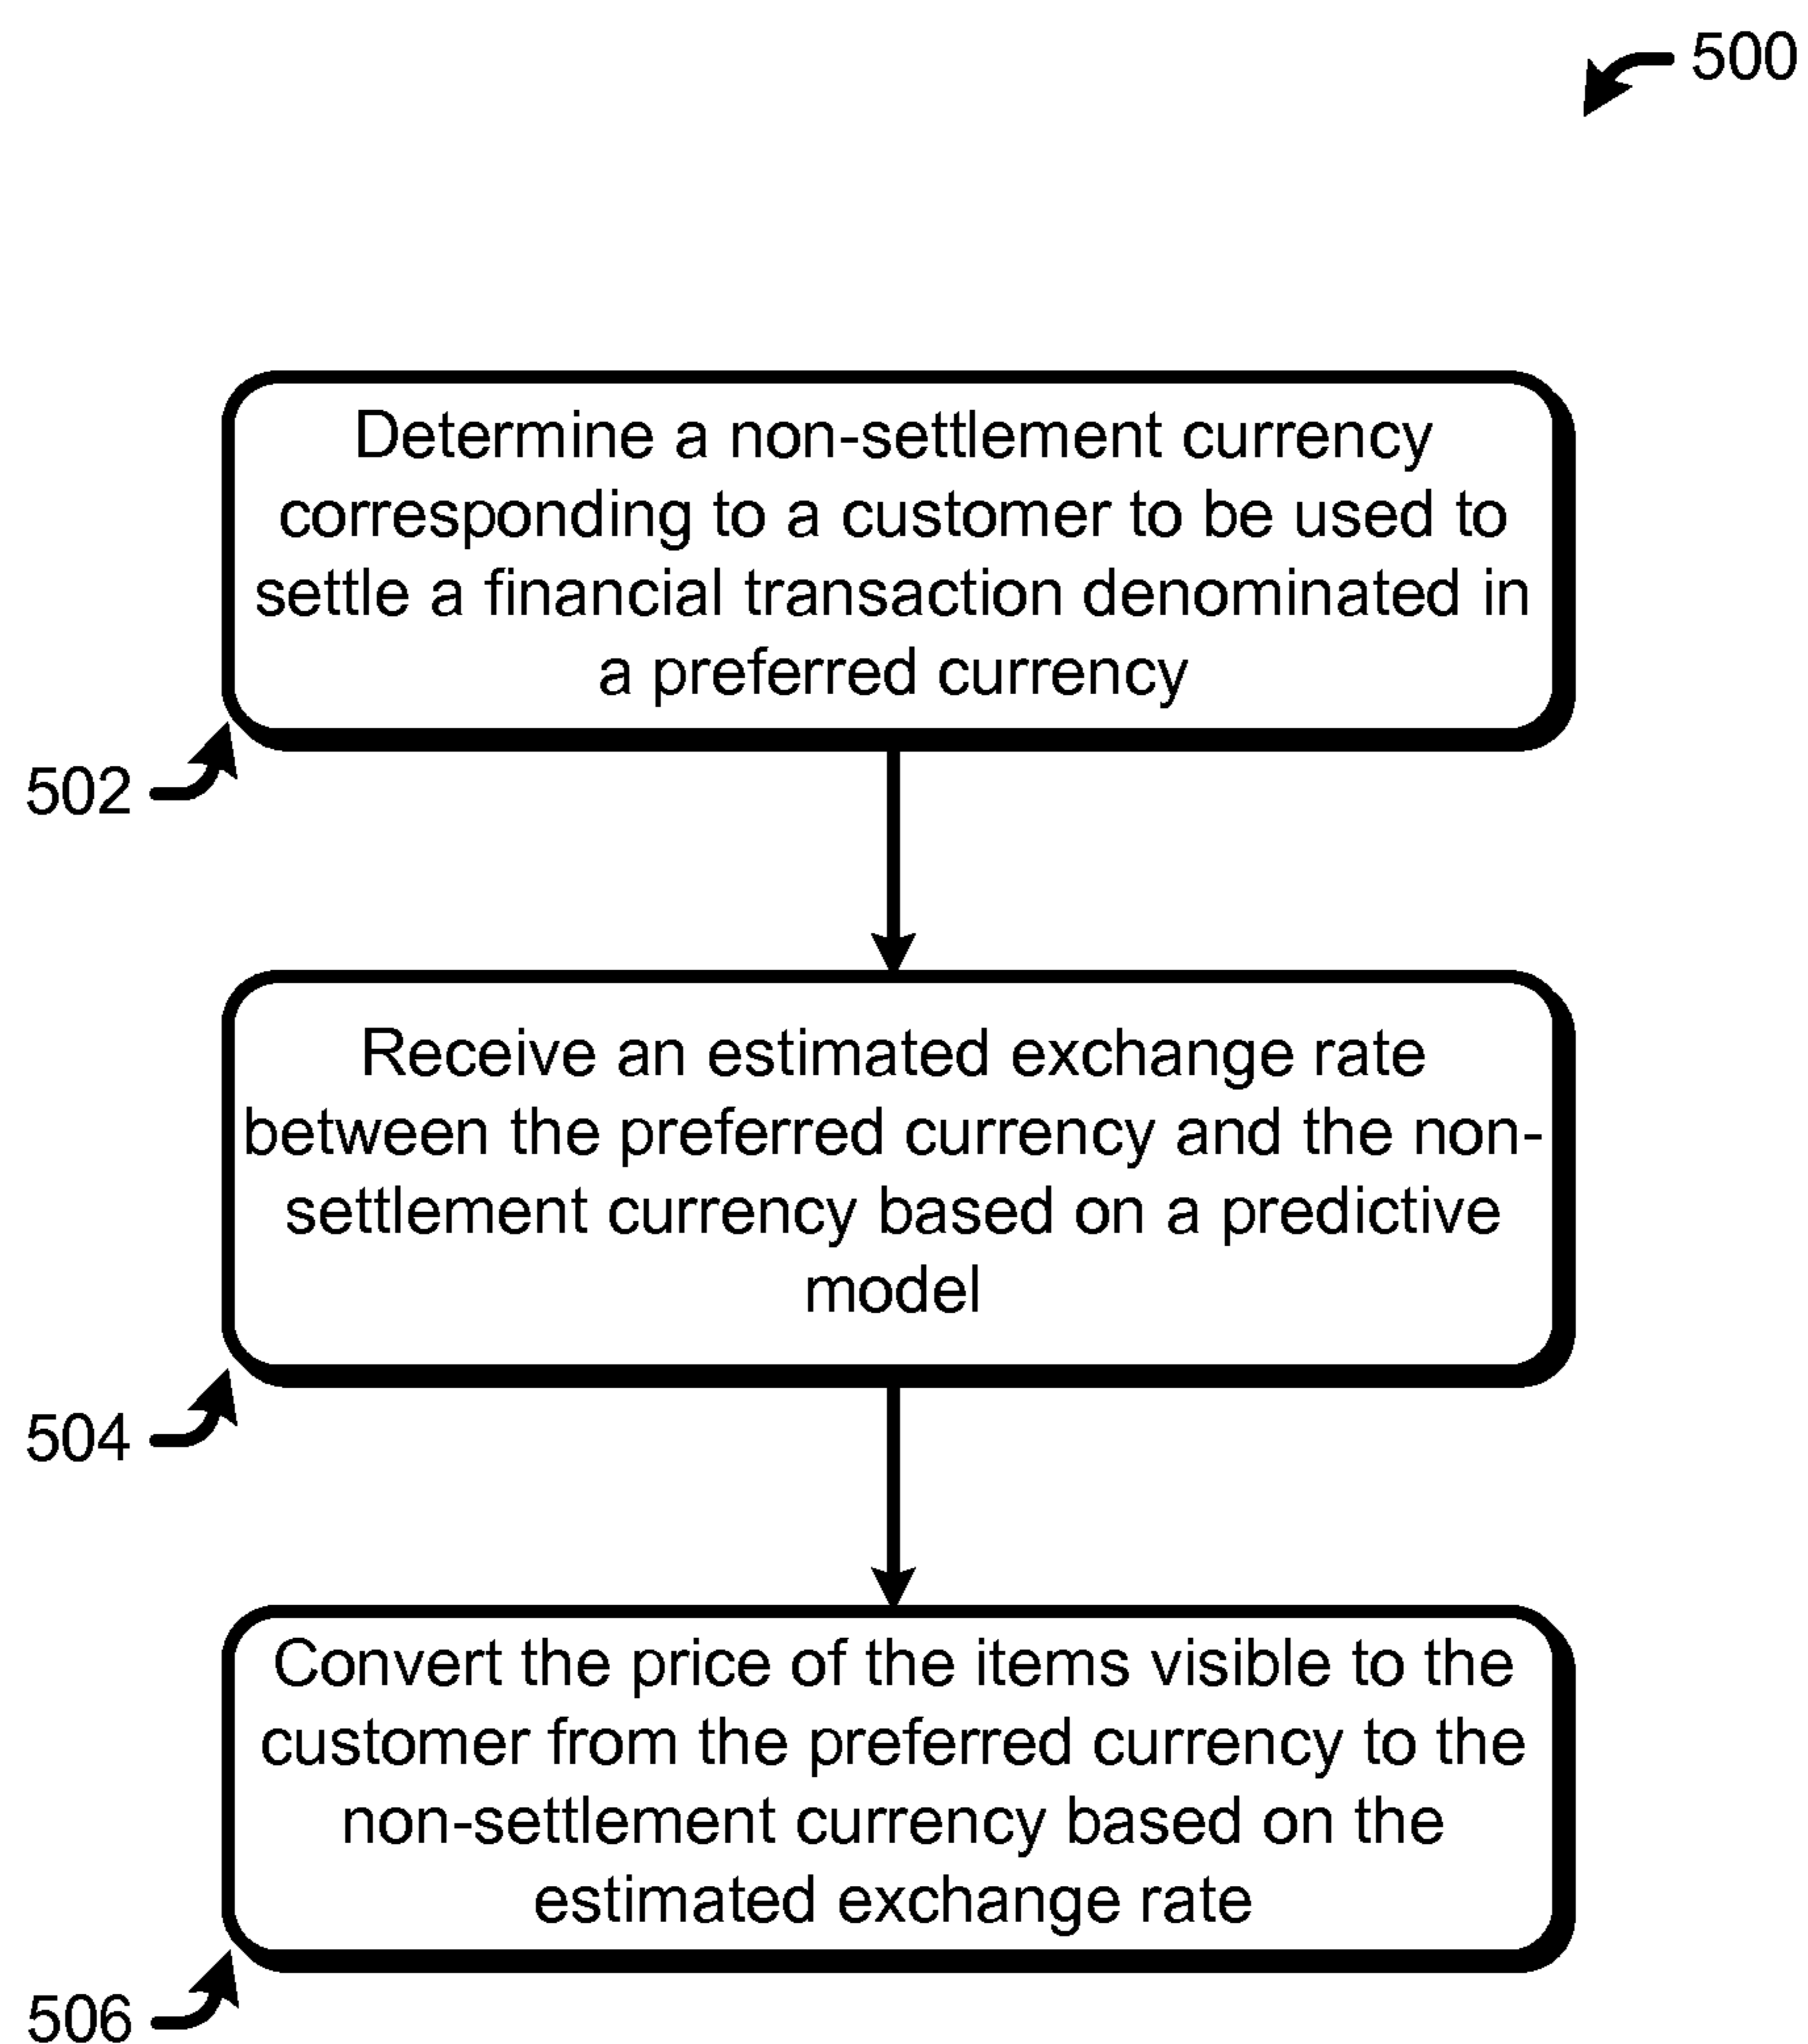 500
Determine a non-settlement currency
corresponding to a customer to be used to
settle a financial transaction denominated in
a preferred currency
502
Receive an estimated exchange rate
between the preferred currency and the non-
settlement currency based on a predictive
model
504
Convert the price of the items visible to the
customer from the preferred currency to the
non-settlement currency based on the
estimated exchange rate
506